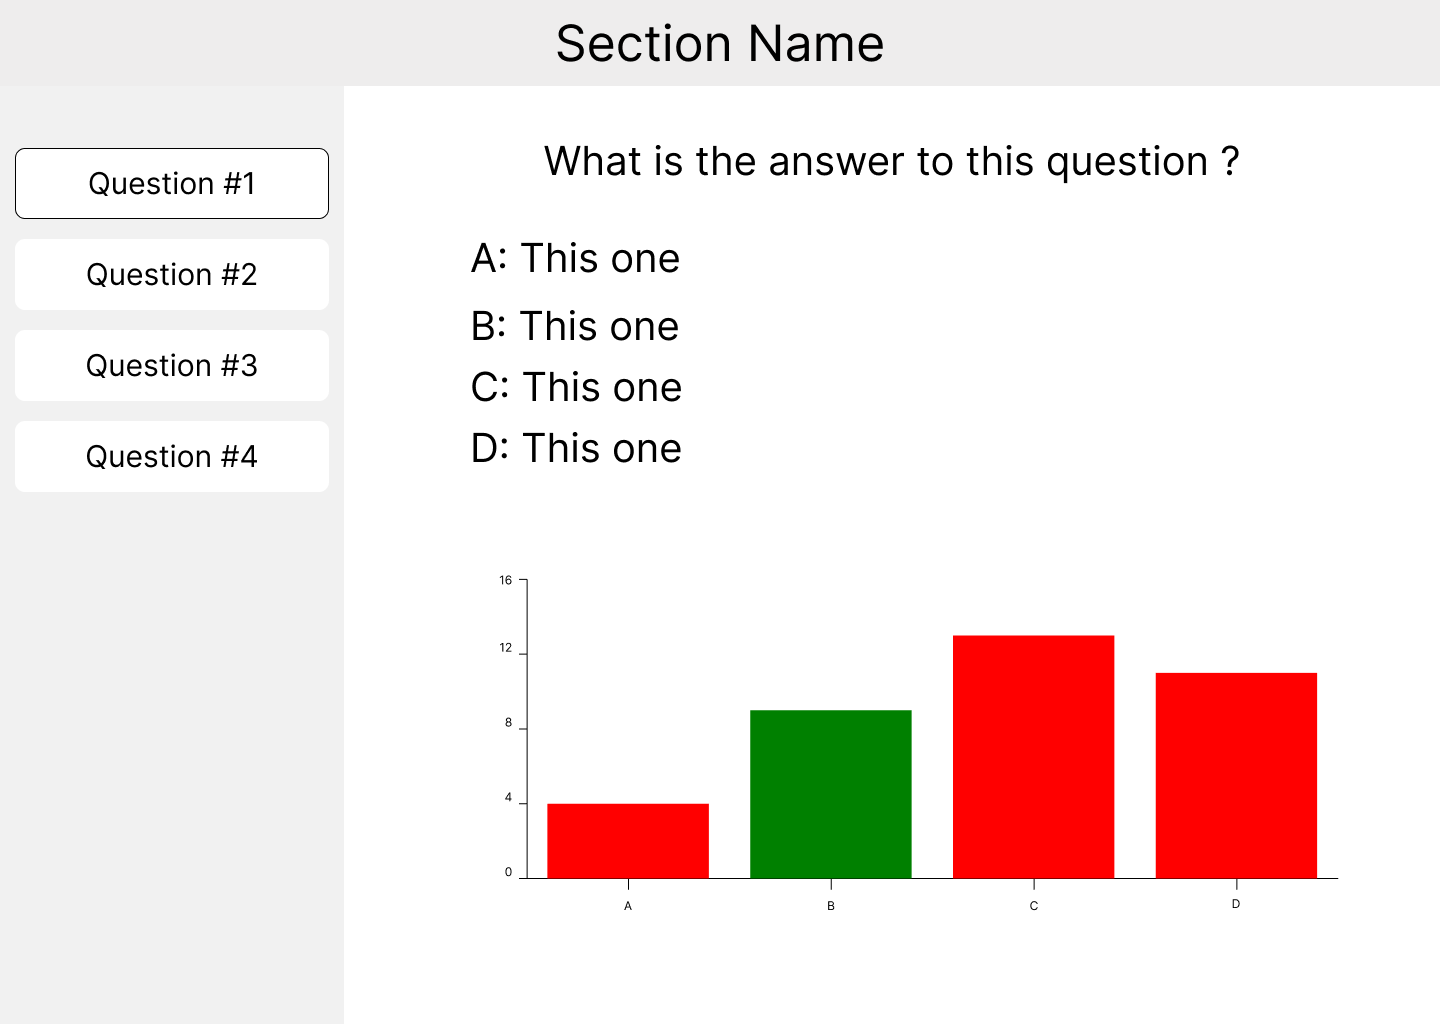 Section Name
Question #1
Question #2
Question #3
Question #4
What is the answer to this question ?
A: This one
B: This one
C: This one
D: This one
16
12
8
4
0
A B C D